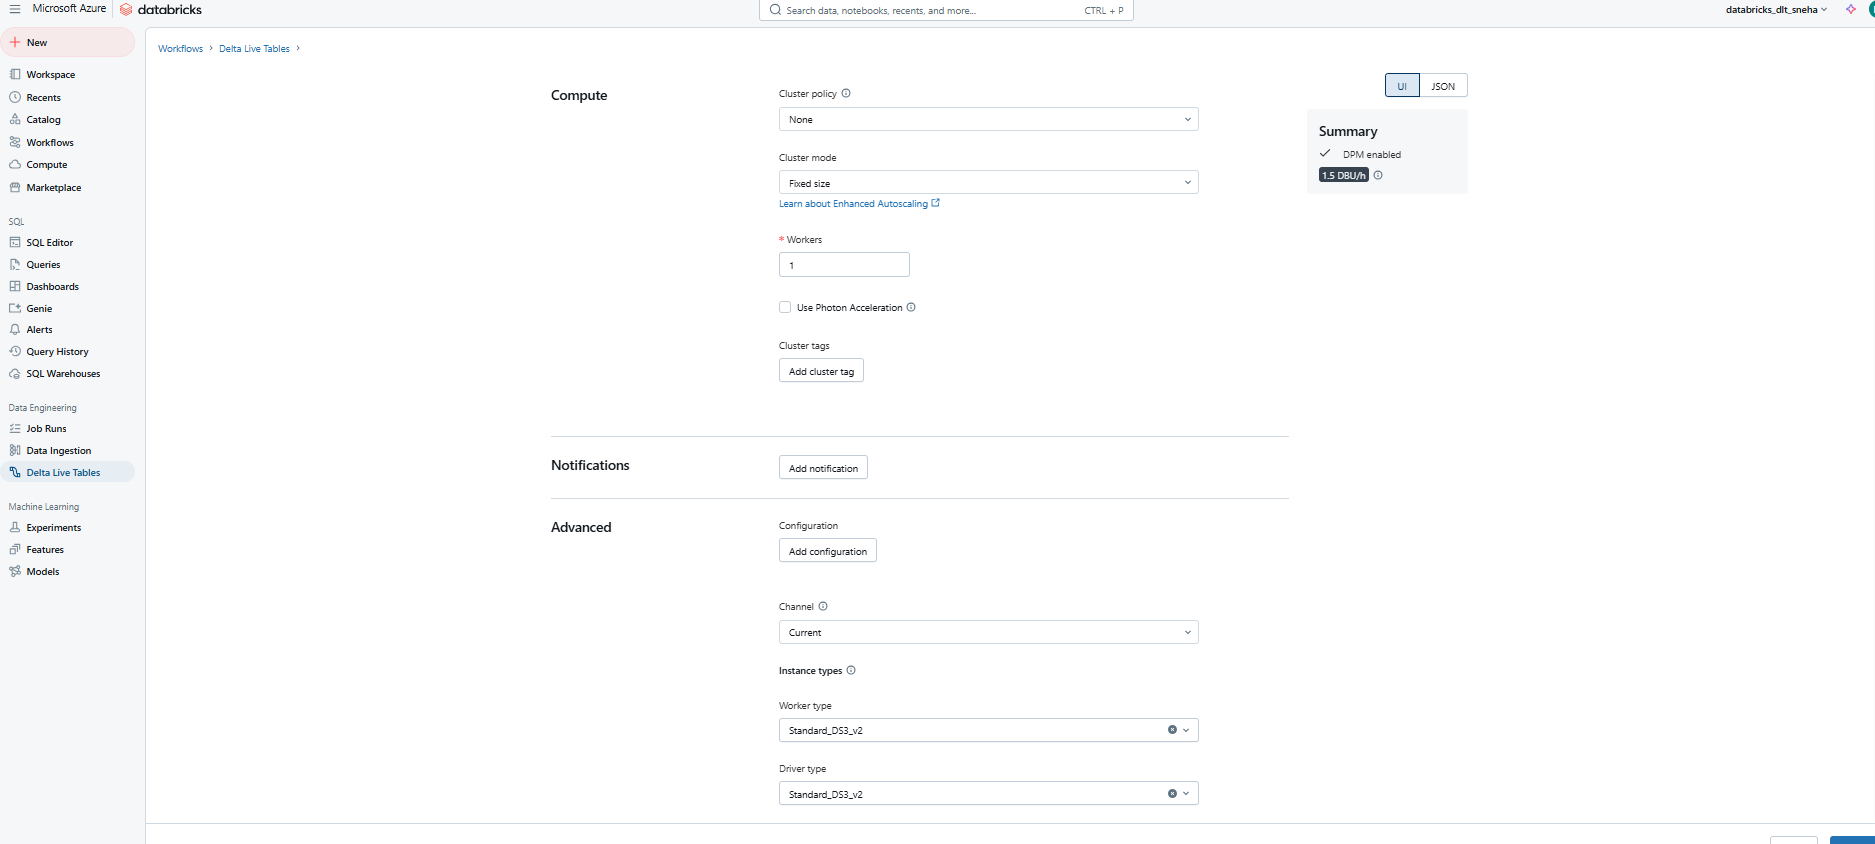 Microsoft Azure
databricks
Search data, notebooks, recents, and more...
CTRL + P
databricks_dlt_sneha
New
Workspace
Recents
Catalog
Workflows
Compute
Marketplace
SQL
SQL Editor
Queries
Dashboards
Genie
Alerts
Query History
SQL Warehouses
Data Engineering
Job Runs
Data Ingestion
Delta Live Tables
Machine Learning
Experiments
Features
Models
Workflows > Delta Live Tables >
Compute
Cluster policy
None
Cluster mode
Fixed size
Learn about Enhanced Autoscaling
* Workers
1
Use Photon Acceleration
Cluster tags
Add cluster tag
Notifications
Add notification
Advanced
Configuration
Add configuration
Channel
Current
Instance types
Worker type
Standard_DS3_v2
Driver type
Standard_DS3_v2
UI
JSON
Summary
DPM enabled
1.5 DBU/h